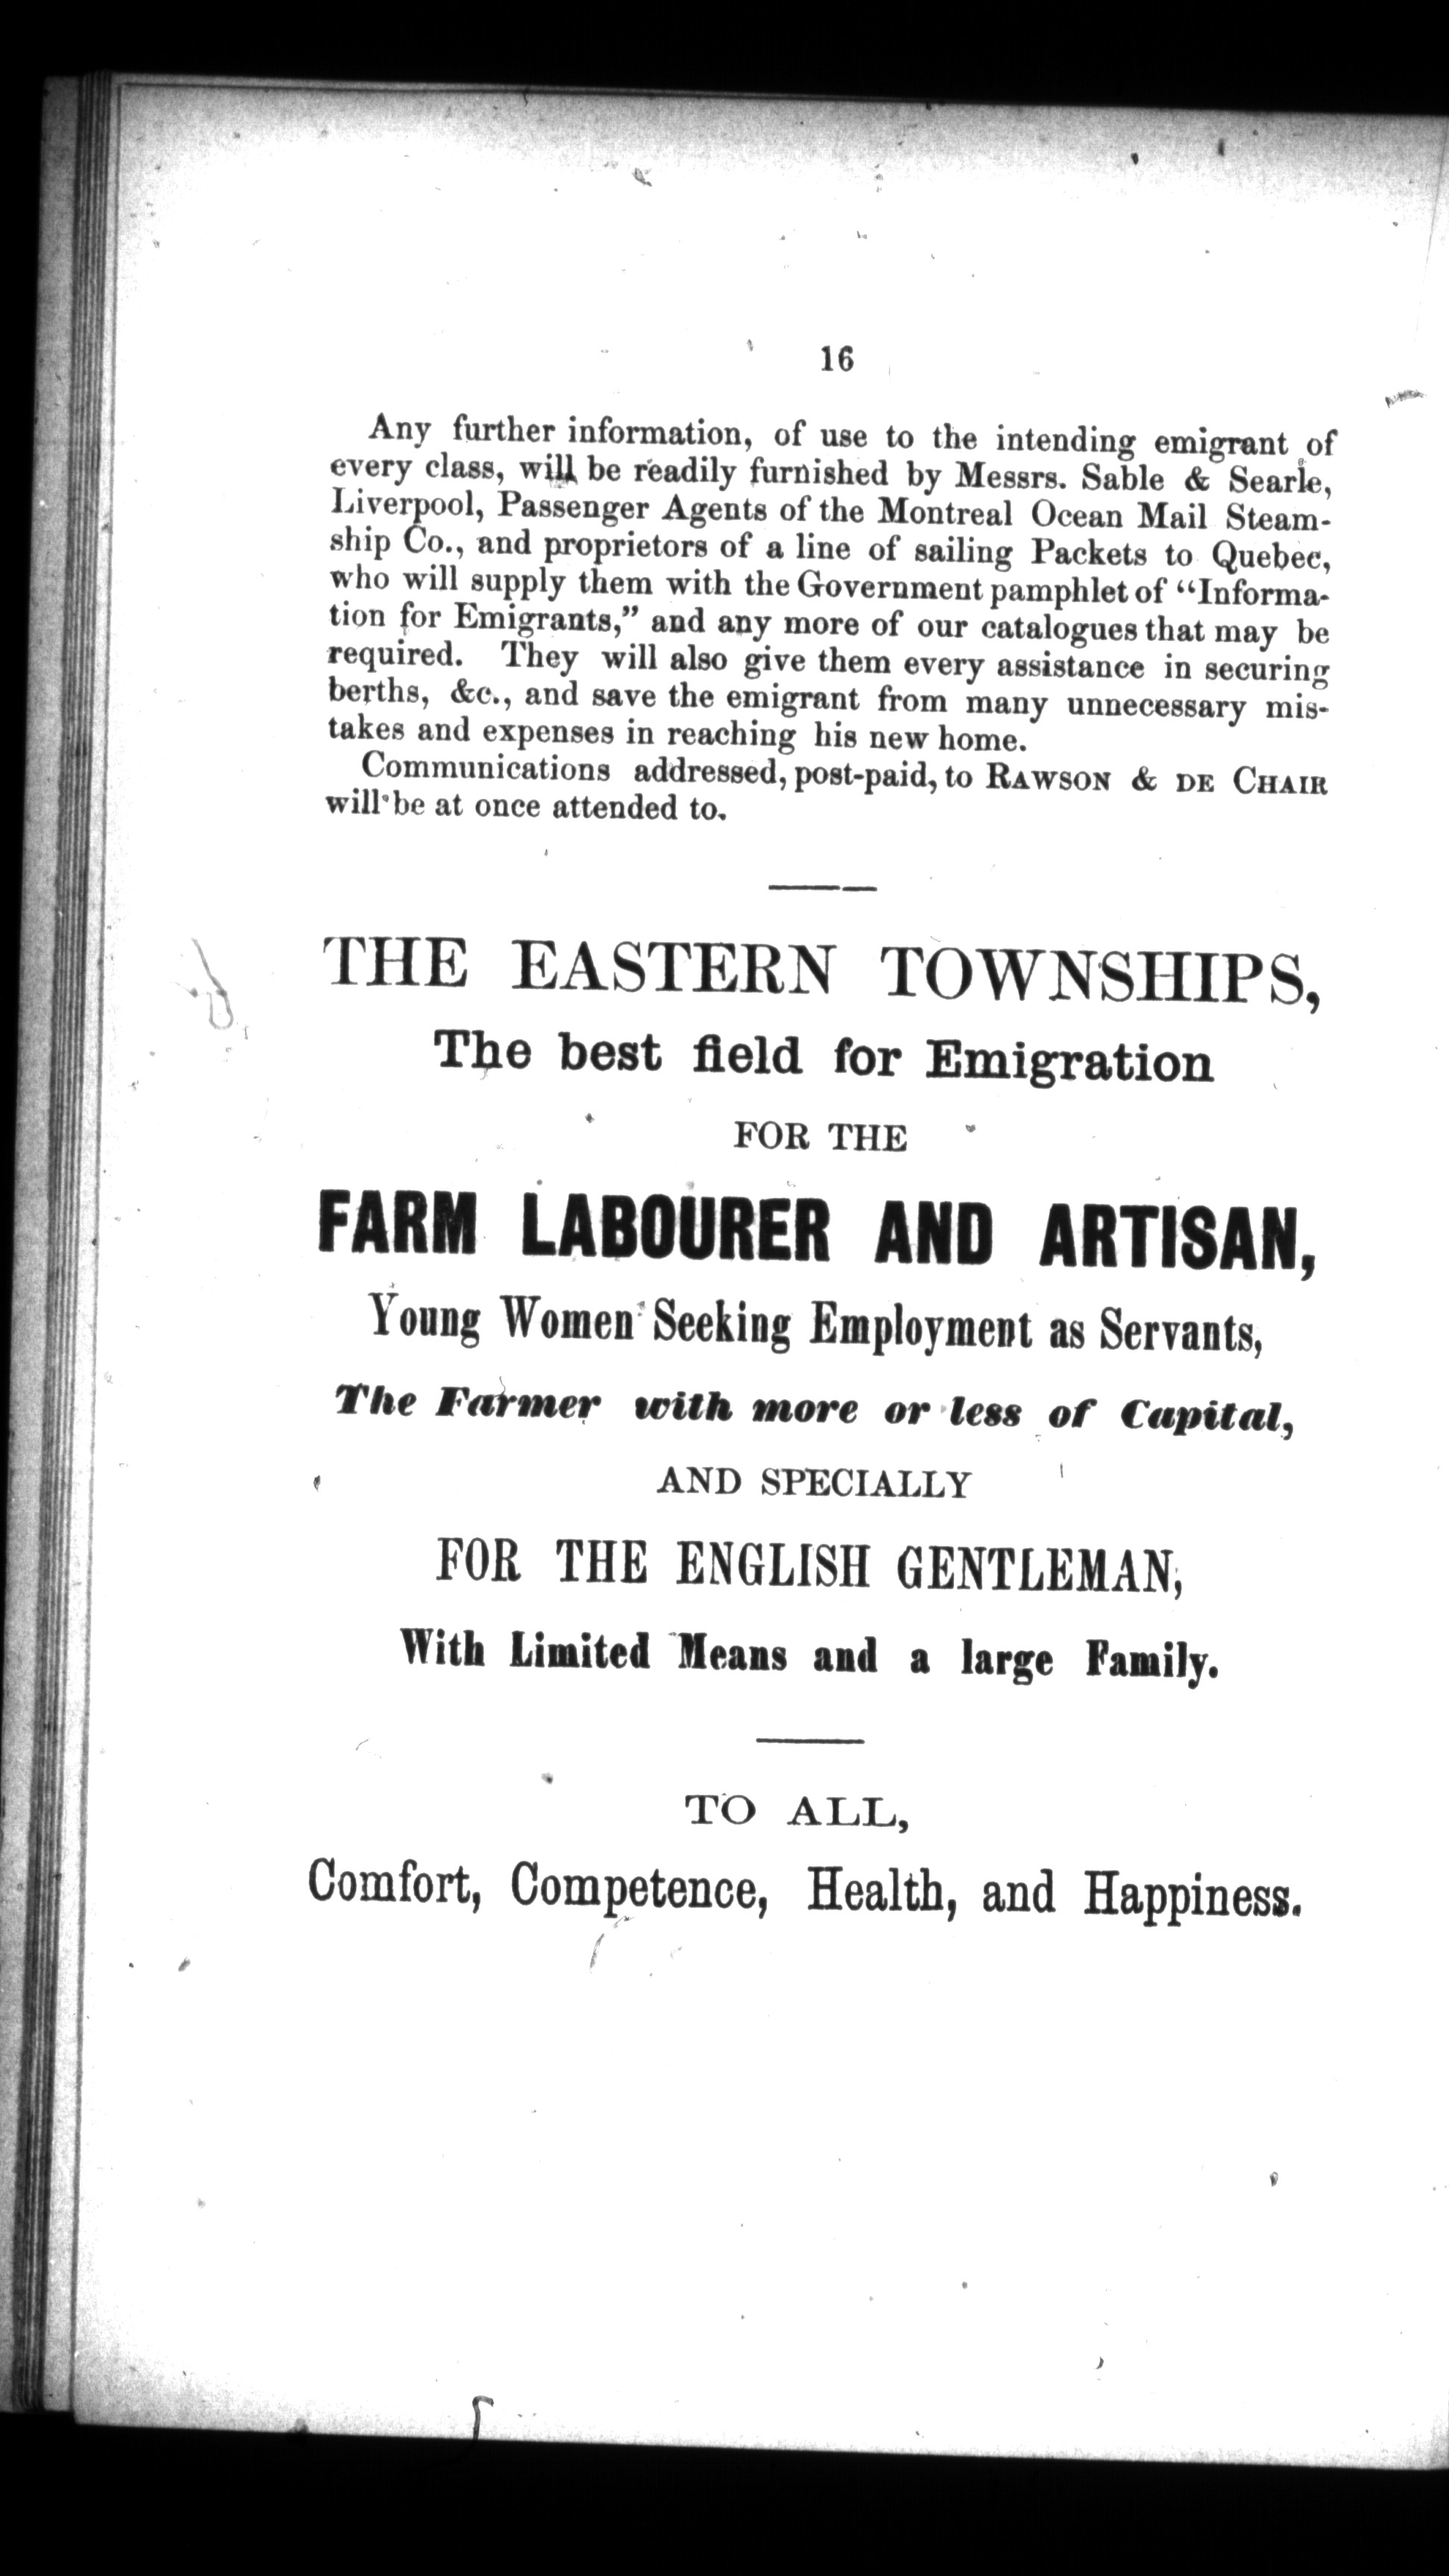 16
Any further information, of use to the intending emigrant of
every class, will be readily furnished by Messrs. Sable & Searle,
Liverpool, Passenger Agents of the Montreal Ocean Mail Steam-
ship Co., and proprietors of a line of sailing Packets to Quebec,
who will supply them with the Government pamphlet of “Informa-
tion for Emigrants,” and any more of our catalogues that may be
required. They will also give them every assistance in securing
berths, &c., and save the emigrant from many unnecessary mis-
takes and expenses in reaching his new home.
Communications addressed, post-paid, to RAWSON & DE CHAIR
will be at once attended to.
THE EASTERN TOWNSHIPS,
The best field for Emigration
FOR THE
FARM LABOURER AND ARTISAN,
Young Women Seeking Employment as Servants,
The Farmer with more or less of Capital,
AND SPECIALLY
FOR THE ENGLISH GENTLEMAN,
With Limited Means and a large Family.
TO ALL,
Comfort, Competence, Health, and Happiness.